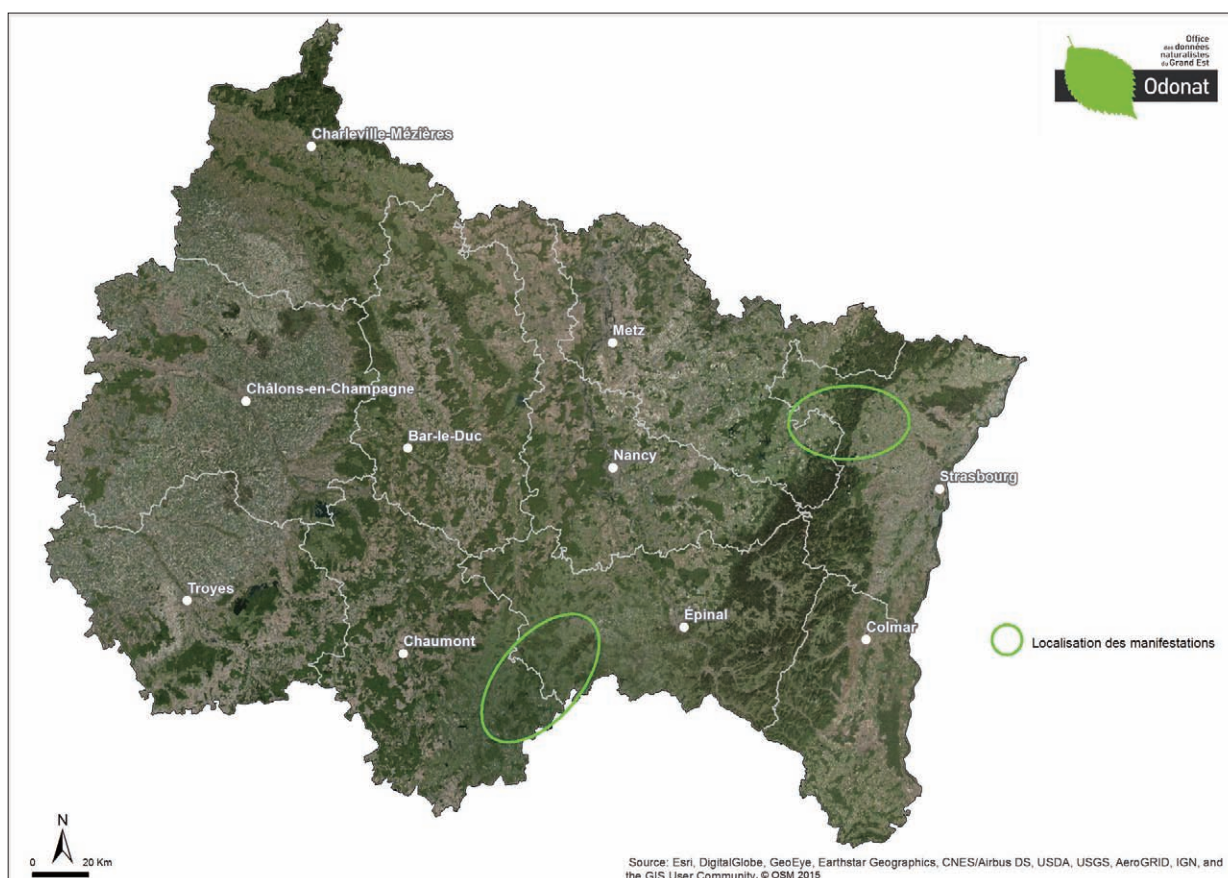 Office
des données
naturalistes
du Grand Est
Odonat
Charleville-Mézières
Metz
Châlons-en-Champagne
Bar-le-Duc
Nancy
Strasbourg
Troyes
Épinal
Chaumont
Colmar
Localisation des manifestations
N
0 20 Km
Source: Esri, DigitalGlobe, GeoEye, Earthstar Geographics, CNES/Airbus DS, USDA, USGS, AeroGRID, IGN, and
the GIS User Community, © OSM 2015